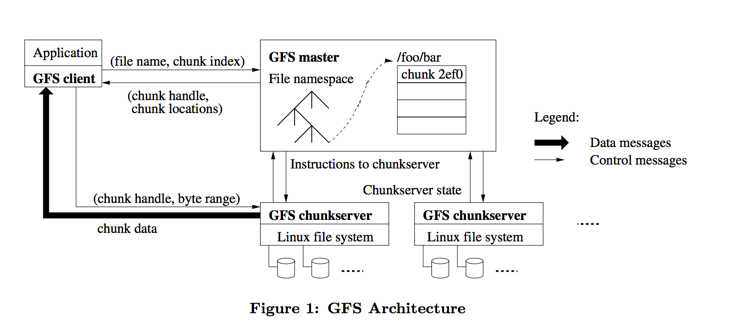 Application
GFS client
(file name, chunk index)
(chunk handle,
chunk locations)
GFS master
File namespace
/foo/bar
chunk 2ef0
Legend:
Data messages
Control messages
Instructions to chunkserver
Chunkserver state
(chunk handle, byte range)
chunk data
GFS chunkserver
Linux file system
GFS chunkserver
Linux file system
Figure 1: GFS Architecture